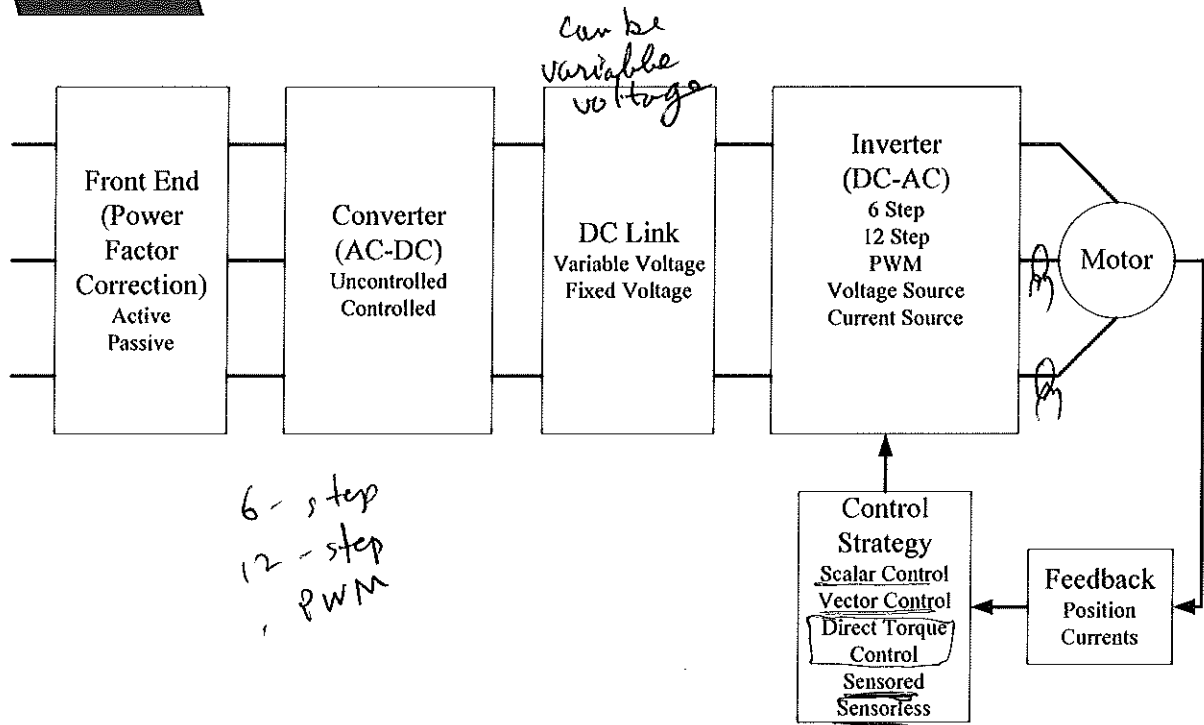 can be
variable
voltage
Front End
(Power
Factor
Correction)
Active
Passive
Converter
(AC-DC)
Uncontrolled
Controlled
DC Link
Variable Voltage
Fixed Voltage
Inverter
(DC-AC)
6 Step
12 Step
PWM
Voltage Source
Current Source
Motor
6 - step
12 - step
PWM
Control
Strategy
Scalar Control
Vector Control
Direct Torque
Control
Sensored
Sensorless
Feedback
Position
Currents